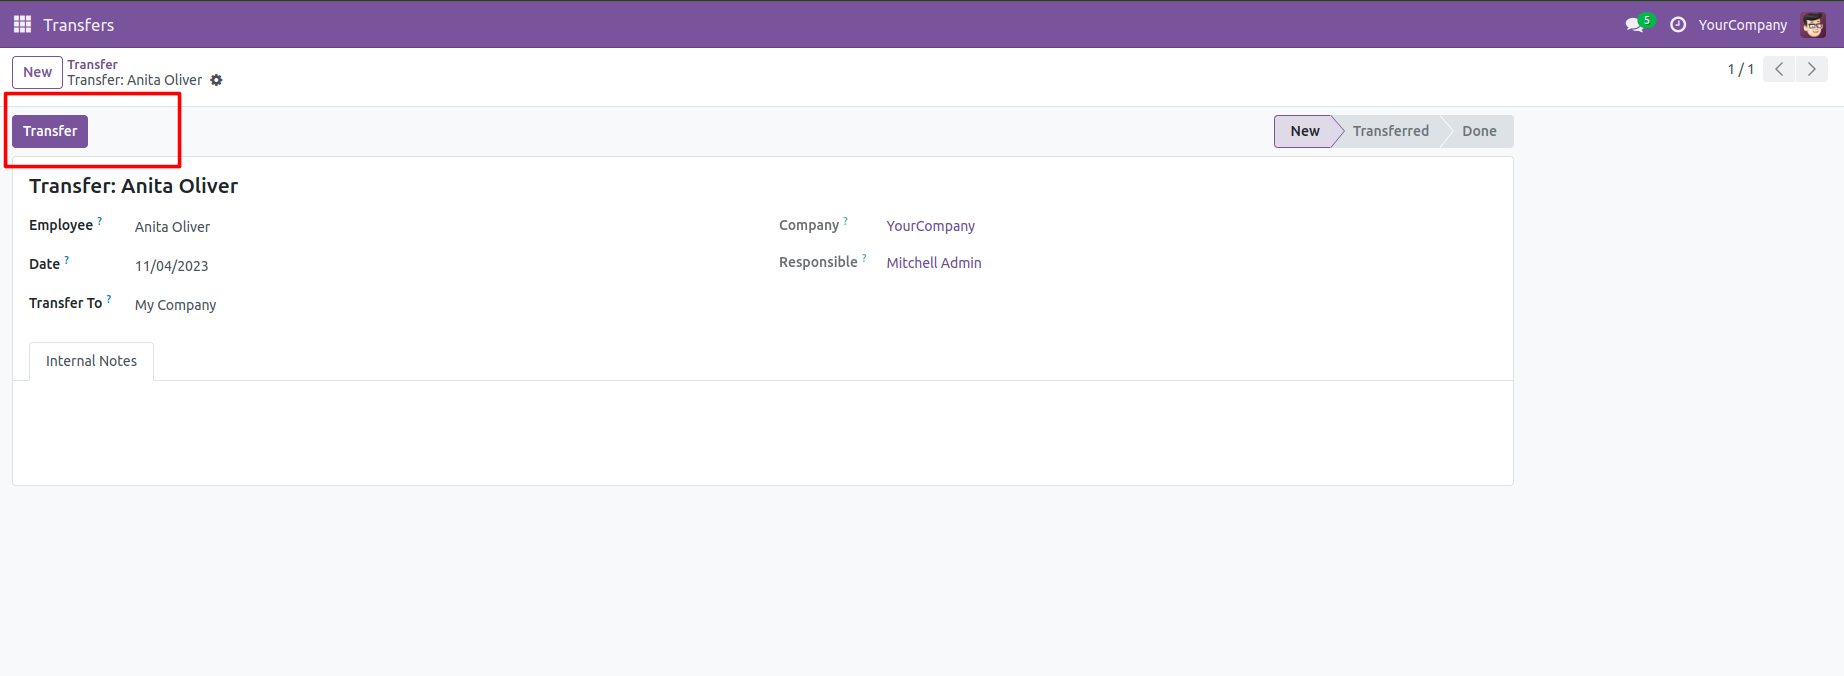 Transfers
5
YourCompany
New
Transfer
Transfer: Anita Oliver
1 / 1
Transfer
New
Transferred
Done
Transfer: Anita Oliver
Employee ?
Anita Oliver
Company ?
YourCompany
Date ?
11/04/2023
Responsible ?
Mitchell Admin
Transfer To ?
My Company
Internal Notes